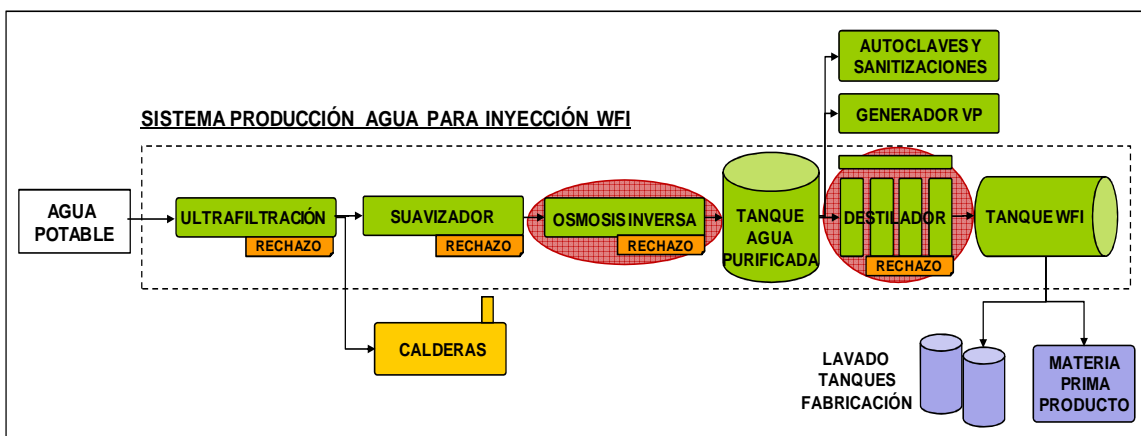 AUTOCLAVES Y
SANITIZACIONES
SISTEMA PRODUCCIÓN AGUA PARA INYECCIÓN WFI
GENERADOR VP
AGUA
POTABLE
ULTRAFILTRACIÓN
RECHAZO
SUAVIZADOR
RECHAZO
OSMOSIS INVERSA
RECHAZO
TANQUE
AGUA
PURIFICADA
DESTILADOR
RECHAZO
TANQUE WFI
CALDERAS
LAVADO
TANQUES
FABRICACIÓN
MATERIA
PRIMA
PRODUCTO